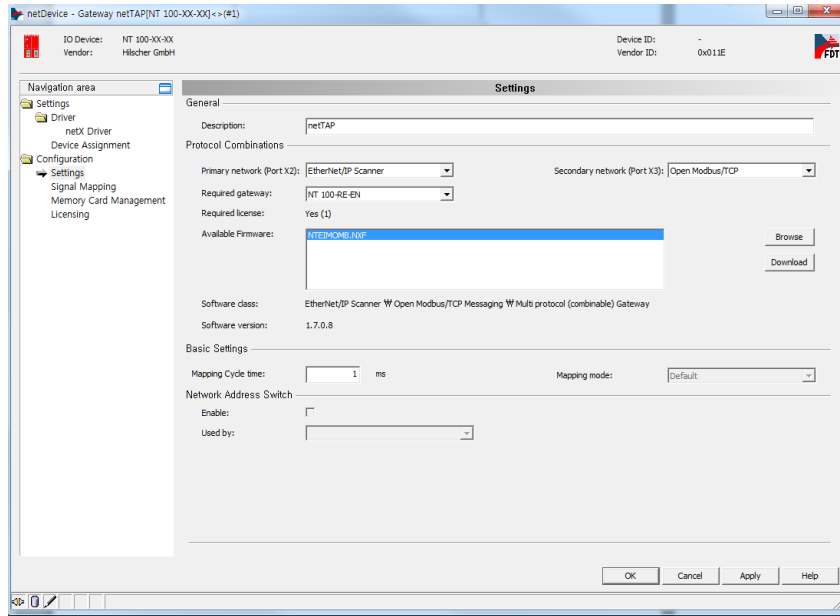 netDevice - Gateway netTAP[NT 100-XX-XX]<>(#1)
IO Device: NT 100-XX-XX Device ID: -
Vendor: Hilscher GmbH Vendor ID: 0x011E
FDT
Navigation area
Settings
Driver
netX Driver
Device Assignment
Configuration
Settings
Signal Mapping
Memory Card Management
Licensing
Settings
General
Description: netTAP
Protocol Combinations
Primary network (Port X2): EtherNet/IP Scanner Secondary network (Port X3): Open Modbus/TCP
Required gateway: NT 100-RE-EN
Required license: Yes (1)
Available Firmware: NTEIMOMB.NXF Browse
Download
Software class: EtherNet/IP Scanner ₩ Open Modbus/TCP Messaging ₩ Multi protocol (combinable) Gateway
Software version: 1.7.0.8
Basic Settings
Mapping Cycle time: 1 ms Mapping mode: Default
Network Address Switch
Enable:
Used by:
OK Cancel Apply Help